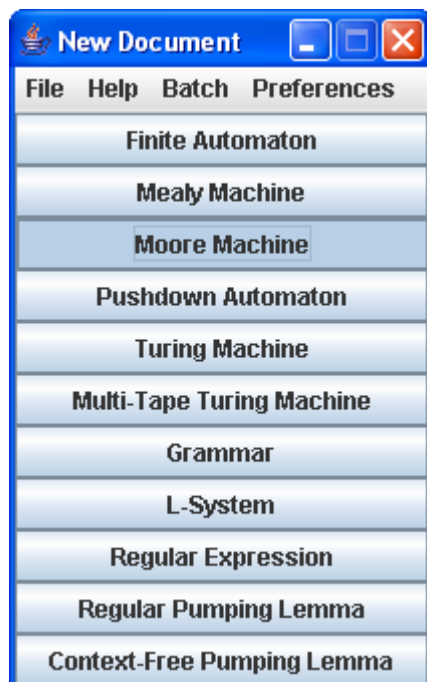 New Document
File Help Batch Preferences
Finite Automaton
Mealy Machine
Moore Machine
Pushdown Automaton
Turing Machine
Multi-Tape Turing Machine
Grammar
L-System
Regular Expression
Regular Pumping Lemma
Context-Free Pumping Lemma